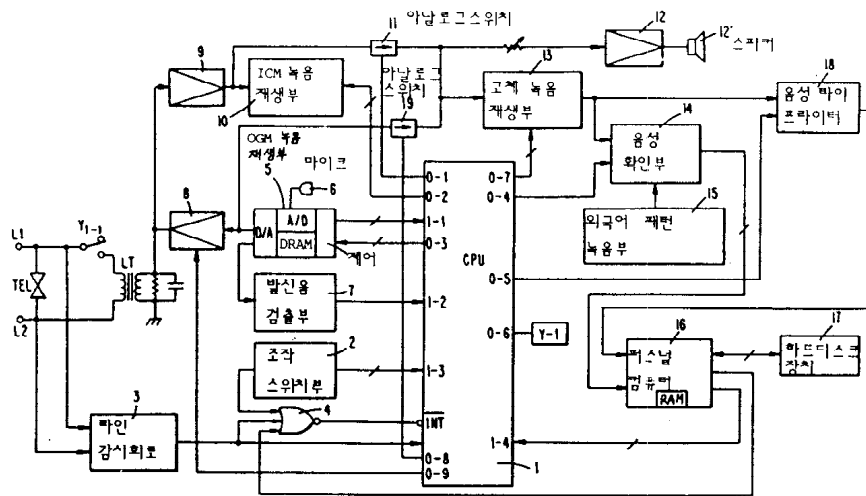 아날로그스위치
11
12
12'
스피커
9
ICM 녹음
재생부
10
아날로그
스위치
19
13
고체 녹음
재생부
18
음성 타이
프라이터
14
음성
확인부
OGM 녹음
재생부
마이크
5
6
8
D/A
A/D
DRAM
제어
0-1
0-2
1-1
0-3
0-7
0-4
15
외국어 패턴
녹음부
L1
Y1-1
LT
TEL
L2
CPU
발신음
검출부
7
1-2
0-5
0-6
Y-1
조작
스위치부
2
1-3
16
퍼스널
컴퓨터
RAM
17
하드디스크
장치
3
라인
감시회로
4
INT
1-4
0-8
0-9
1